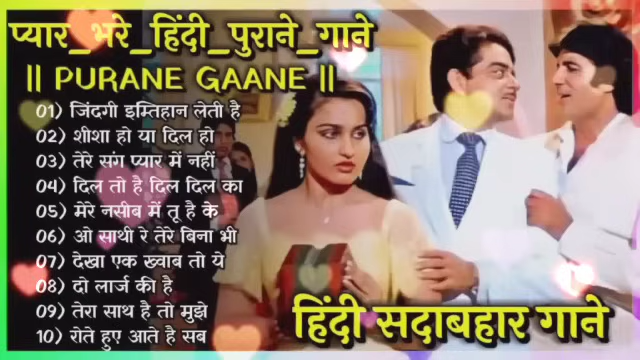 प्यार_भरे_हिंदी_पुराने_गाने
|| PURANE GAANE ||
01) जिंदगी इम्तिहान लेती है
02) शीशा हो या दिल हो
03) तेरे संग प्यार में नहीं
04) दिल तो है दिल दिल का
05) मेरे नसीब में तू है के
06) ओ साथी रे तेरे बिना भी
07) देखा एक ख्वाब तो ये
08) दो लार्ज की है
09) तेरा साथ है तो मुझे
10) रोते हुए आते है सब
हिंदी सदाबहार गाने